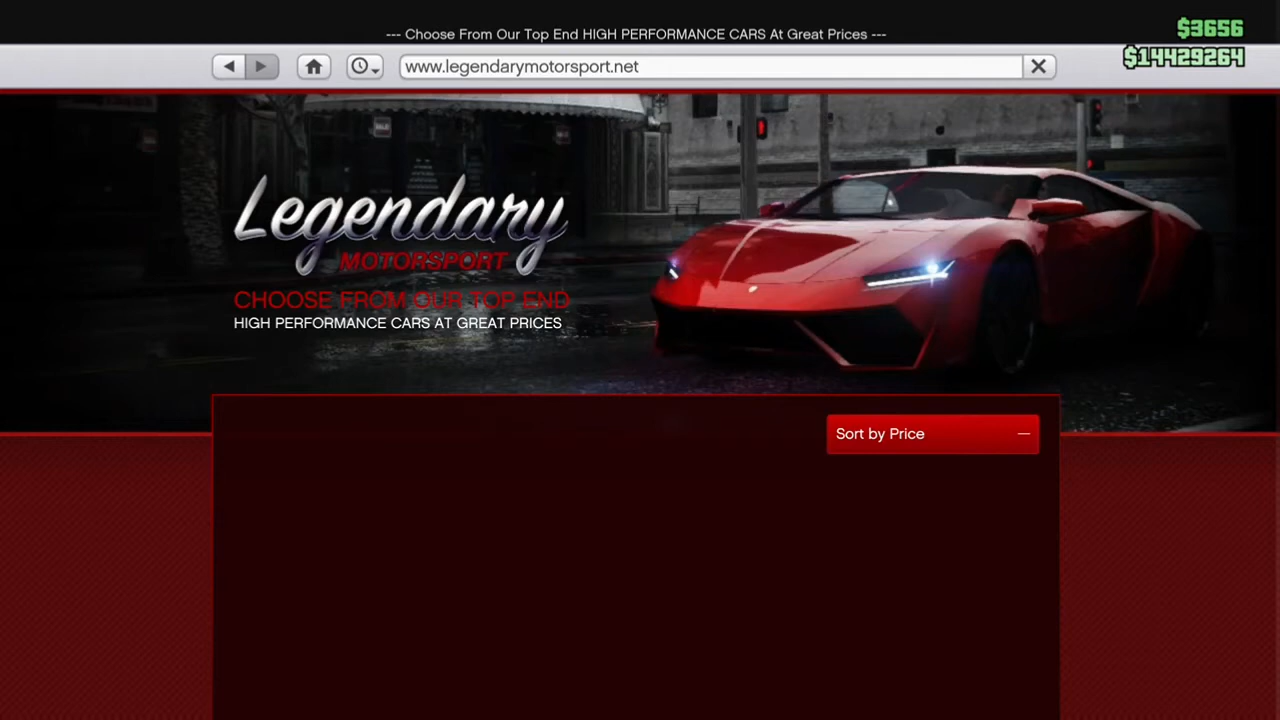 --- Choose From Our Top End HIGH PERFORMANCE CARS At Great Prices ---
$3656
$14429264
www.legendarymotorsport.net
Legendary
MOTORSPORT
CHOOSE FROM OUR TOP END
HIGH PERFORMANCE CARS AT GREAT PRICES
Sort by Price